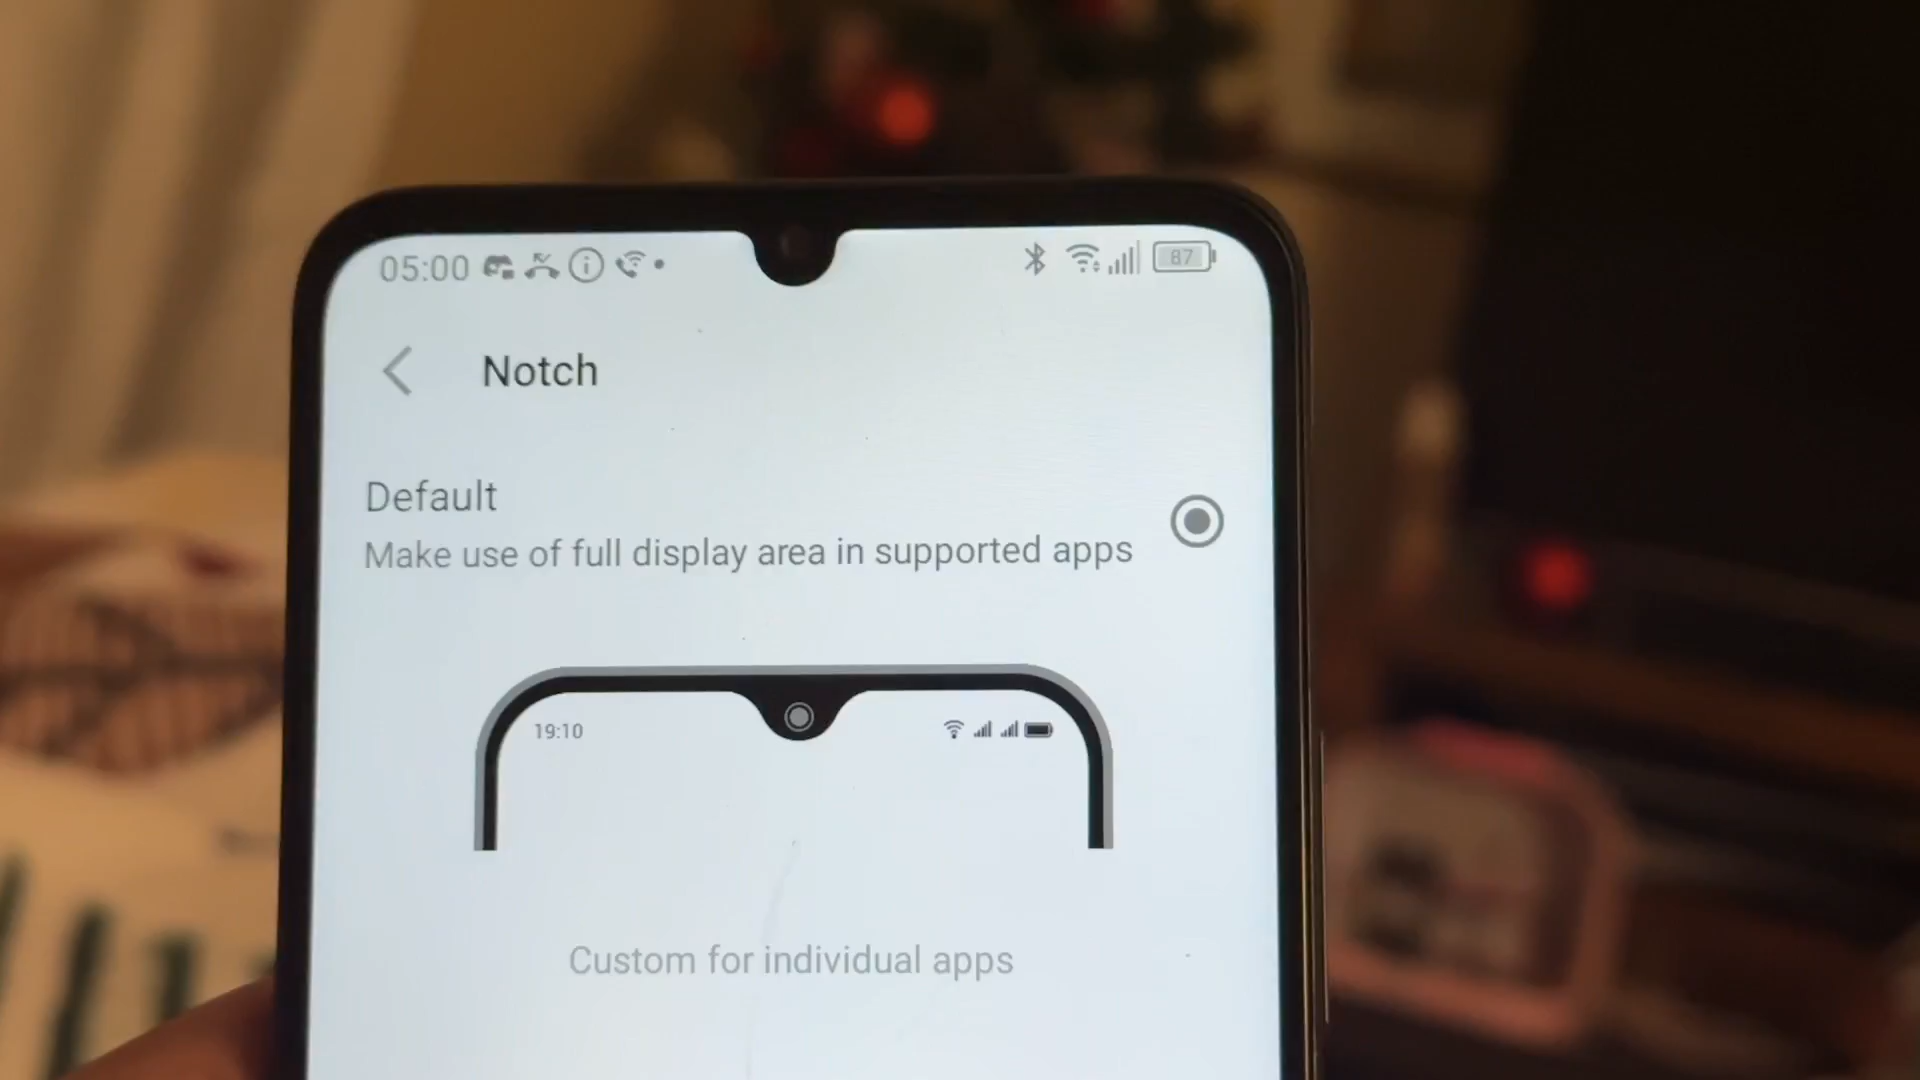 05:00 87
Notch
Default
Make use of full display area in supported apps
19:10
Custom for individual apps